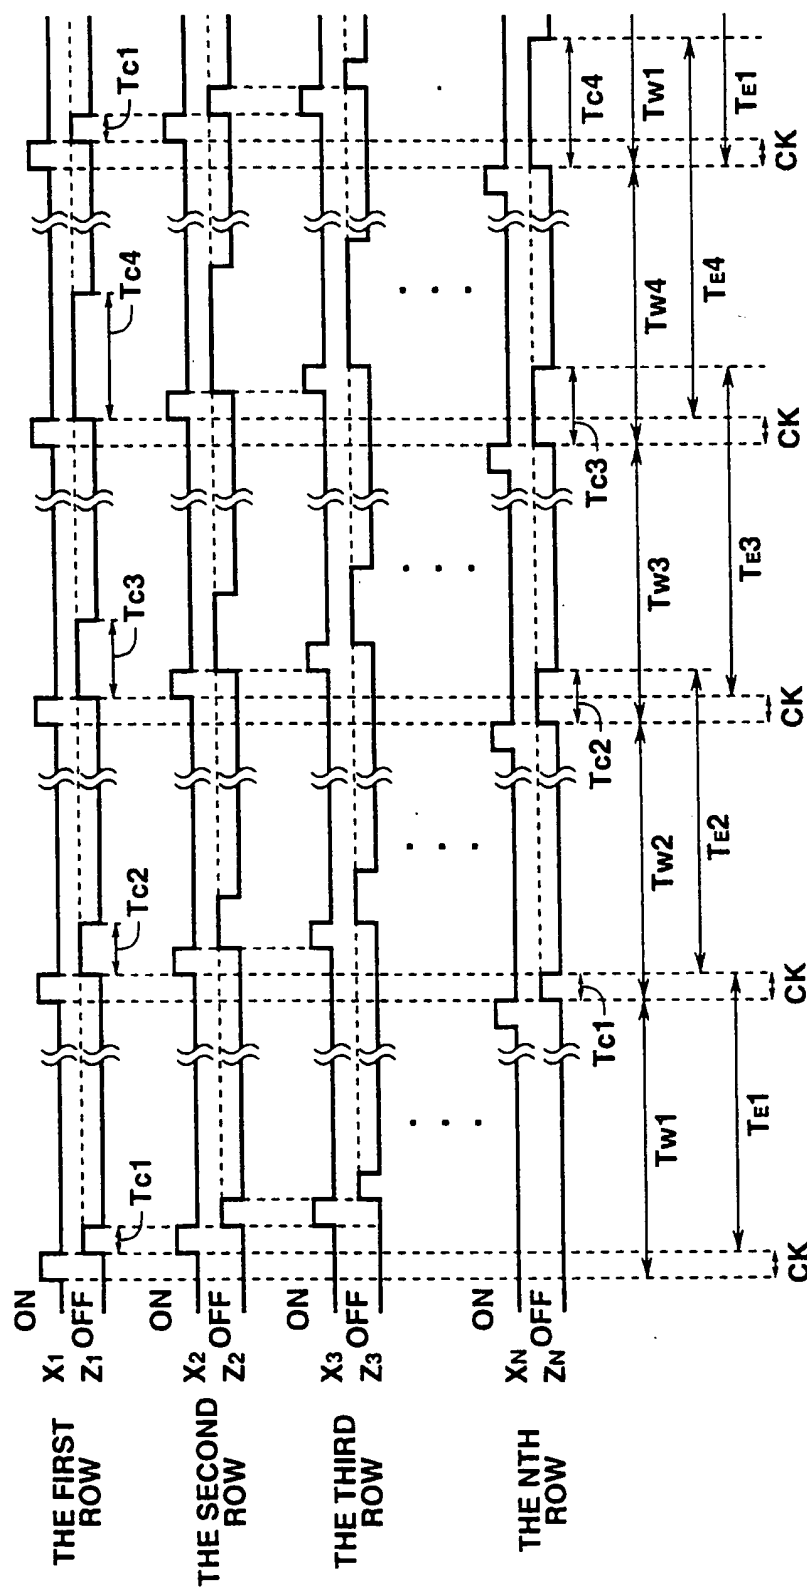 THE FIRST
ROW
X1
Z1
ON
OFF
Tc1
Tc2
Tc3
Tc4
Tc1
THE SECOND
ROW
X2
Z2
ON
OFF
THE THIRD
ROW
X3
Z3
ON
OFF
THE NTH
ROW
XN
ZN
ON
OFF
Tc1
Tc2
Tc3
Tc4
Tw1
Tw2
Tw3
Tw4
Tw1
TE1
TE2
TE3
TE4
TE1
CK
CK
CK
CK
CK